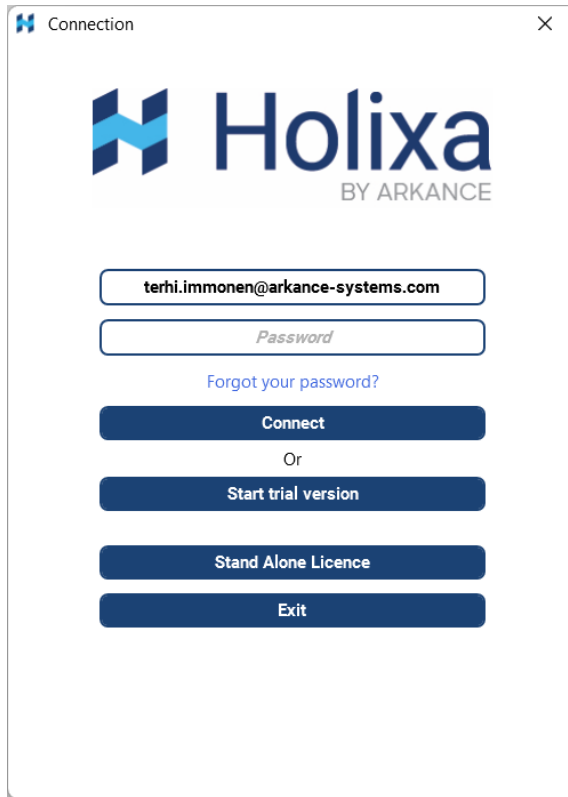 Connection
Holixa
BY ARKANCE
terhi.immonen@arkance-systems.com
Password
Forgot your password?
Connect
Or
Start trial version
Stand Alone Licence
Exit